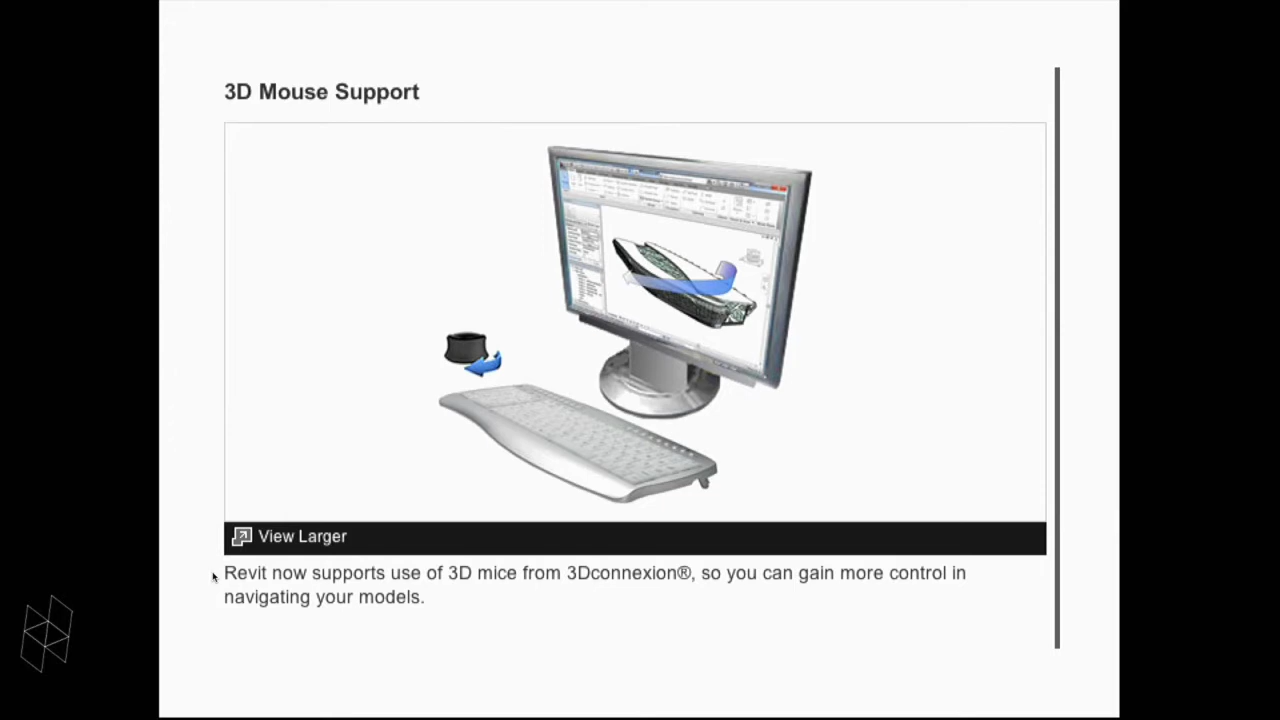 3D Mouse Support
View Larger
Revit now supports use of 3D mice from 3Dconnexion®, so you can gain more control in
navigating your models.